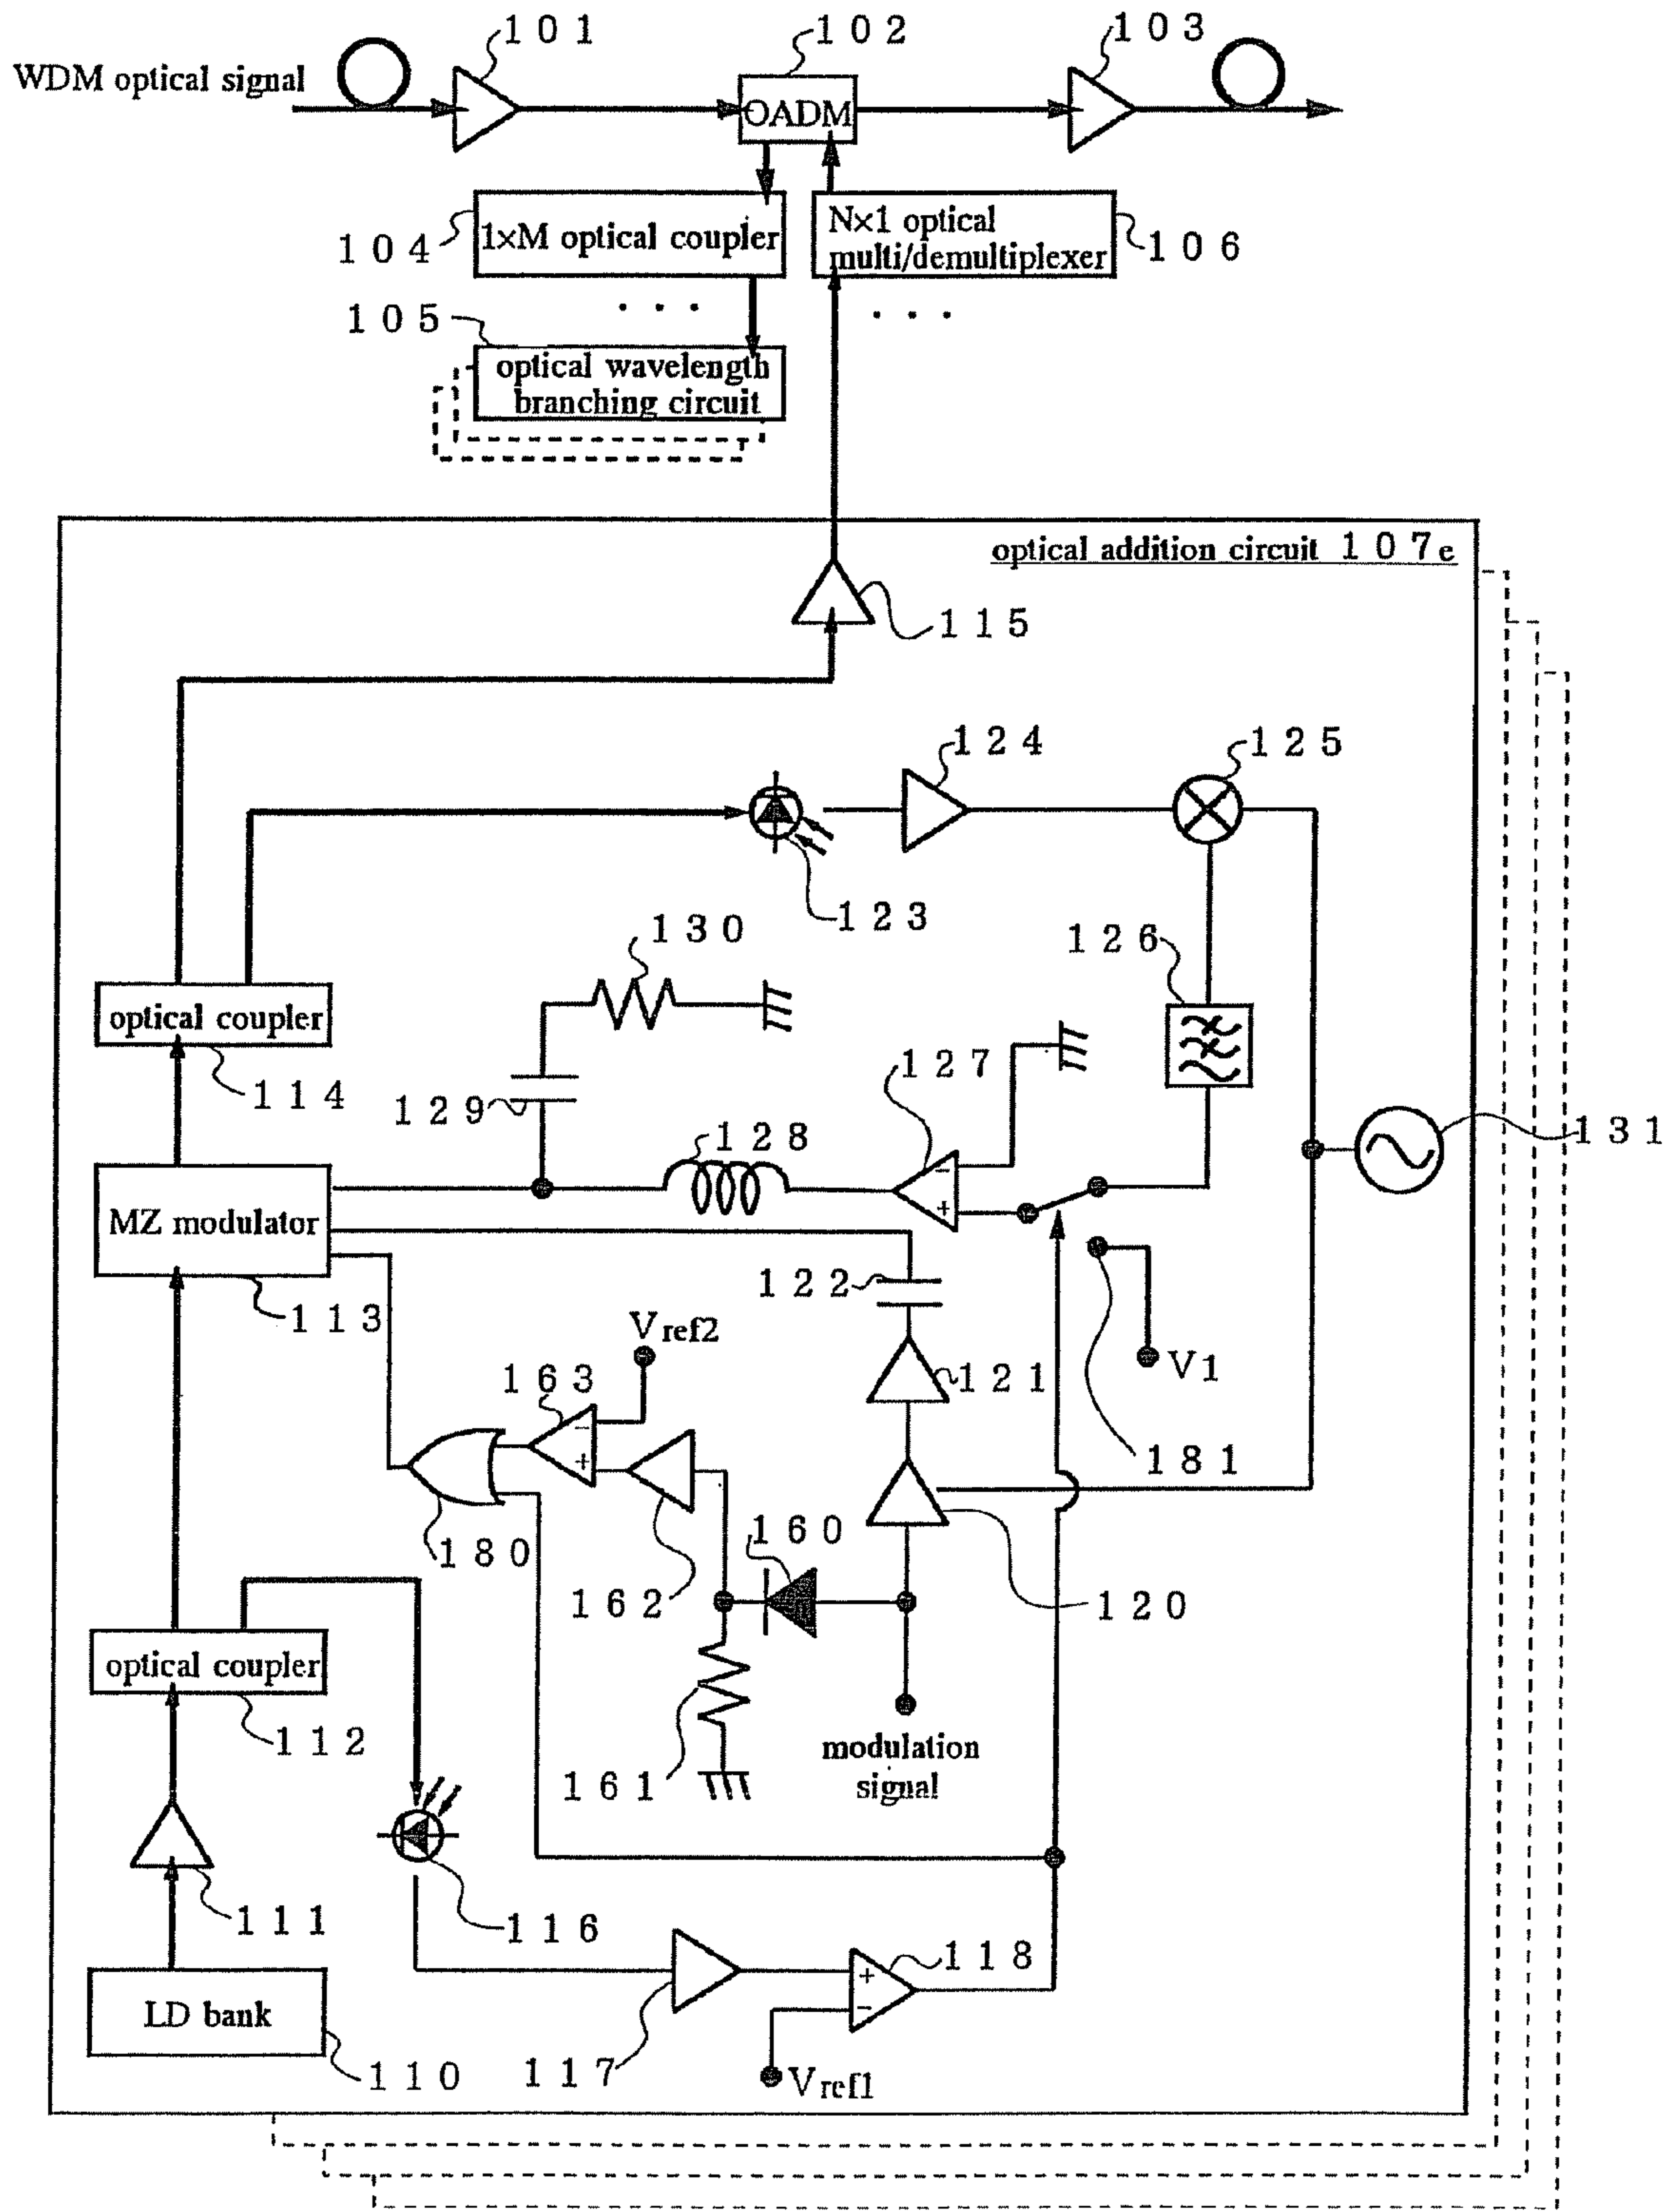 101
102
103
WDM optical signal
OADM
104
1×M optical coupler
N×1 optical
multi/demultiplexer
106
105
optical wavelength
branching circuit
optical addition circuit 107e
115
124
125
123
130
126
optical coupler
114
129
127
128
131
−
+
MZ modulator
113
122
Vref2
V1
121
163
−
+
181
180
160
162
120
optical coupler
112
161
modulation
signal
111
116
118
+
−
LD bank
110
117
Vref1